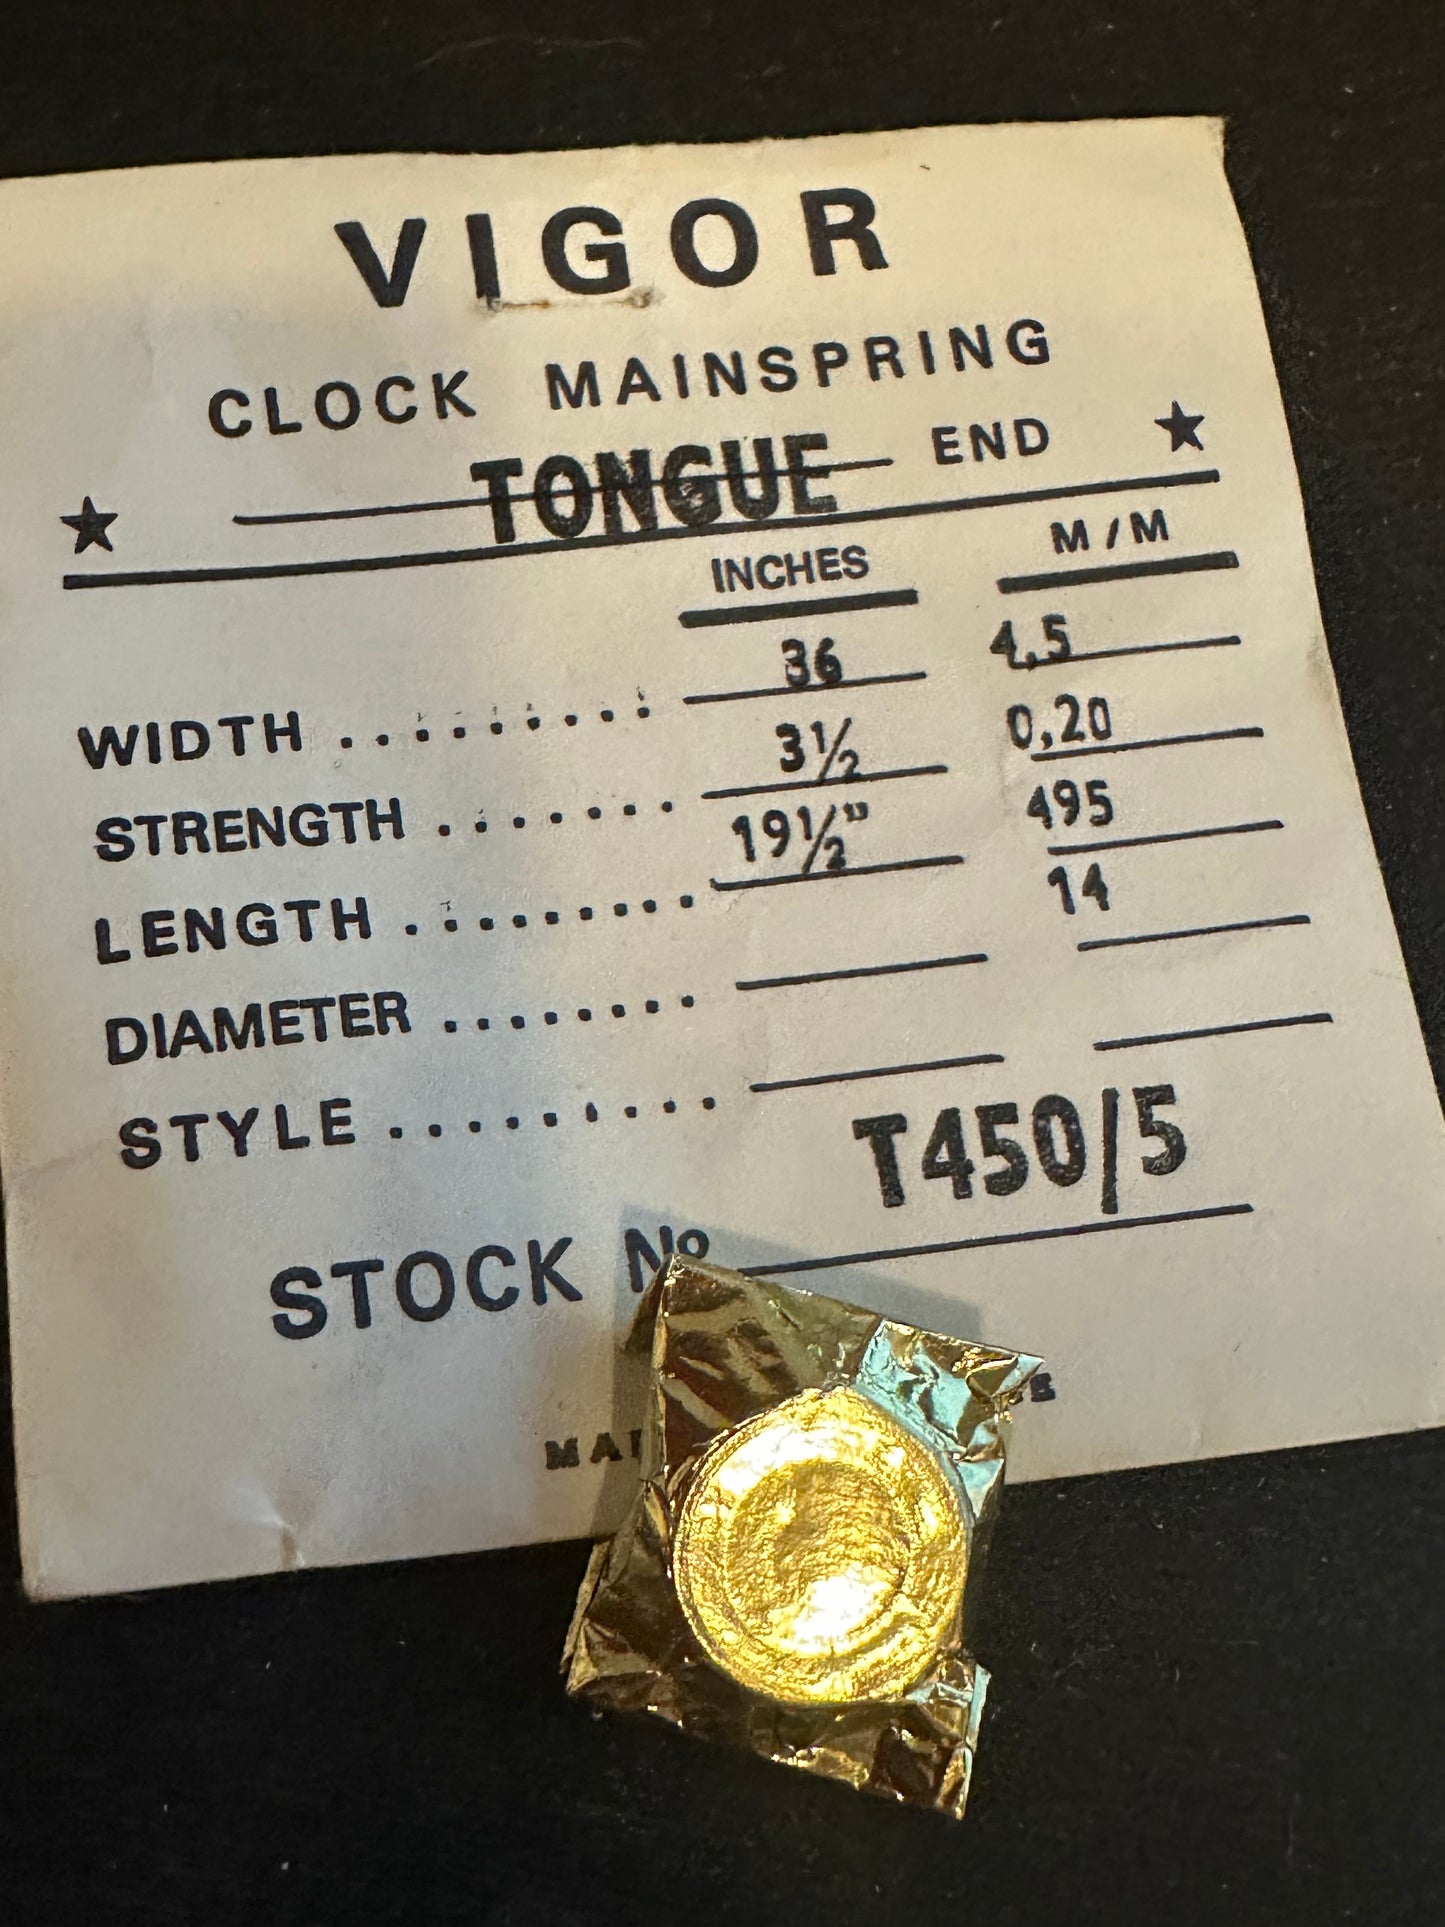 VIGOR
CLOCK MAINSPRING
★ TONGUE END ★
INCHES M/M
WIDTH ......... 36 4,5
STRENGTH ....... 3½ 0,20
LENGTH ......... 19½" 495
DIAMETER ........ 14
STYLE .........
STOCK Nº T450/5